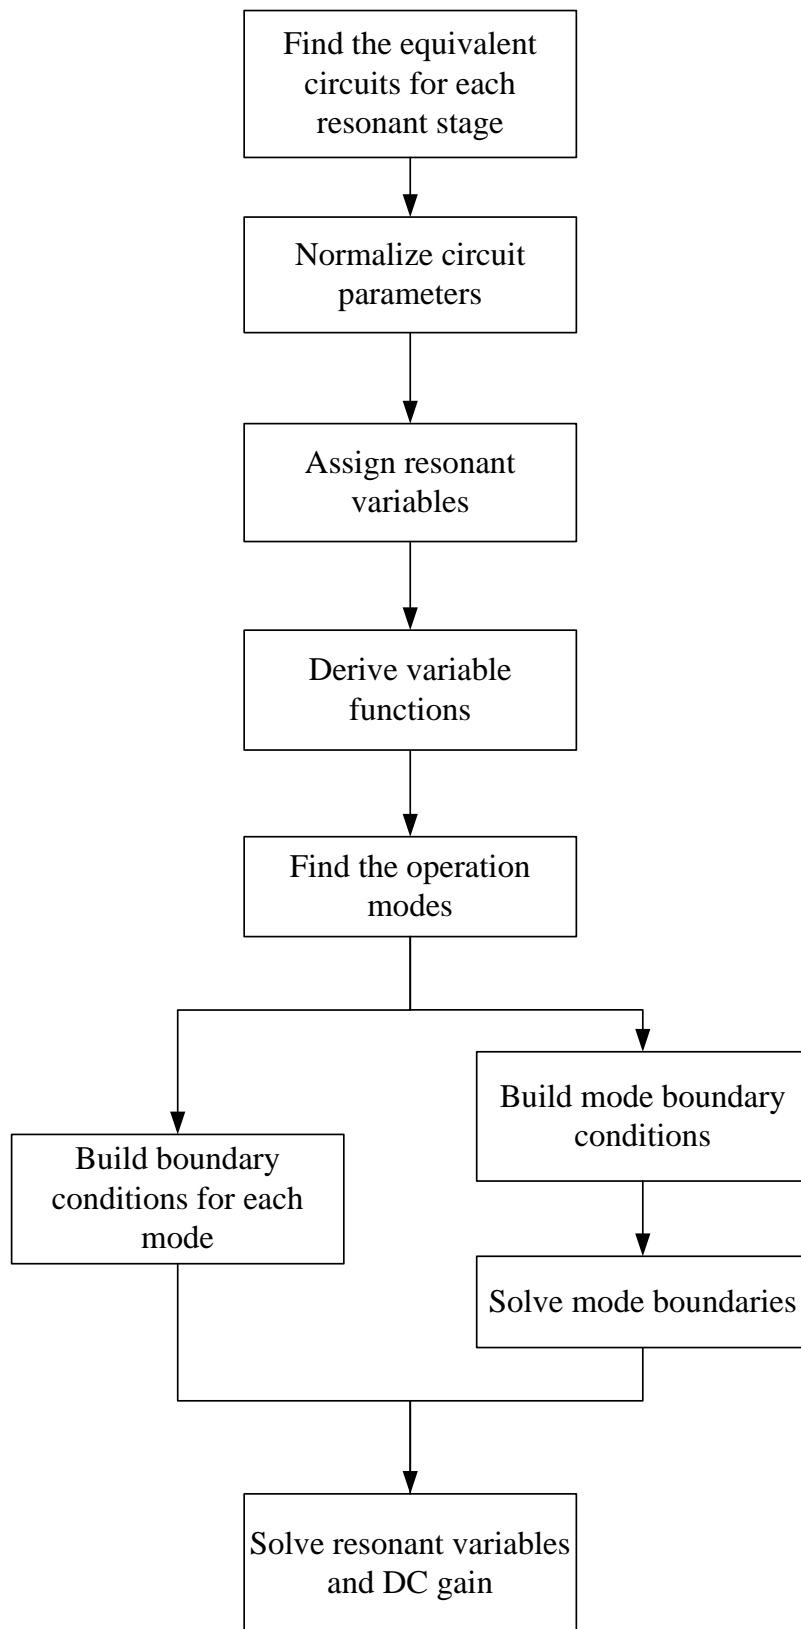 Find the equivalent
circuits for each
resonant stage
Normalize circuit
parameters
Assign resonant
variables
Derive variable
functions
Find the operation
modes
Build mode boundary
conditions
Build boundary
conditions for each
mode
Solve mode boundaries
Solve resonant variables
and DC gain